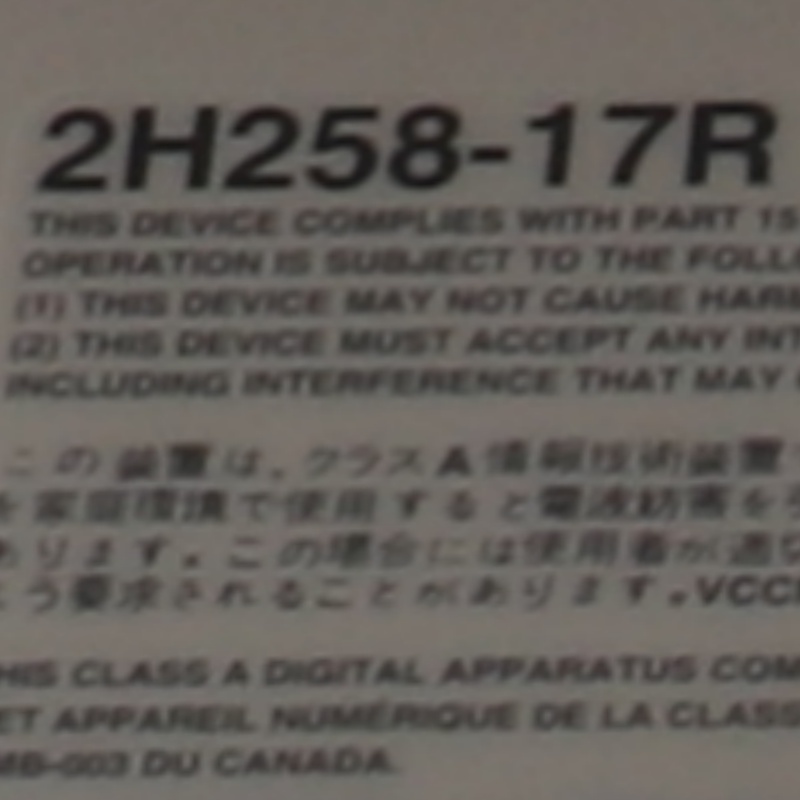 2H258-17R
THIS DEVICE COMPLIES WITH PART 15
OPERATION IS SUBJECT TO THE FOLL
(1) THIS DEVICE MAY NOT CAUSE HAR
(2) THIS DEVICE MUST ACCEPT ANY INT
INCLUDING INTERFERENCE THAT MAY
この装置は、クラスA情報技術装置
を家庭環境で使用すると電波妨害を
あります。この場合には使用者が適切
よう要求されることがあります。VCCI
HIS CLASS A DIGITAL APPARATUS COM
ET APPAREIL NUMÉRIQUE DE LA CLASS
MB-003 DU CANADA.